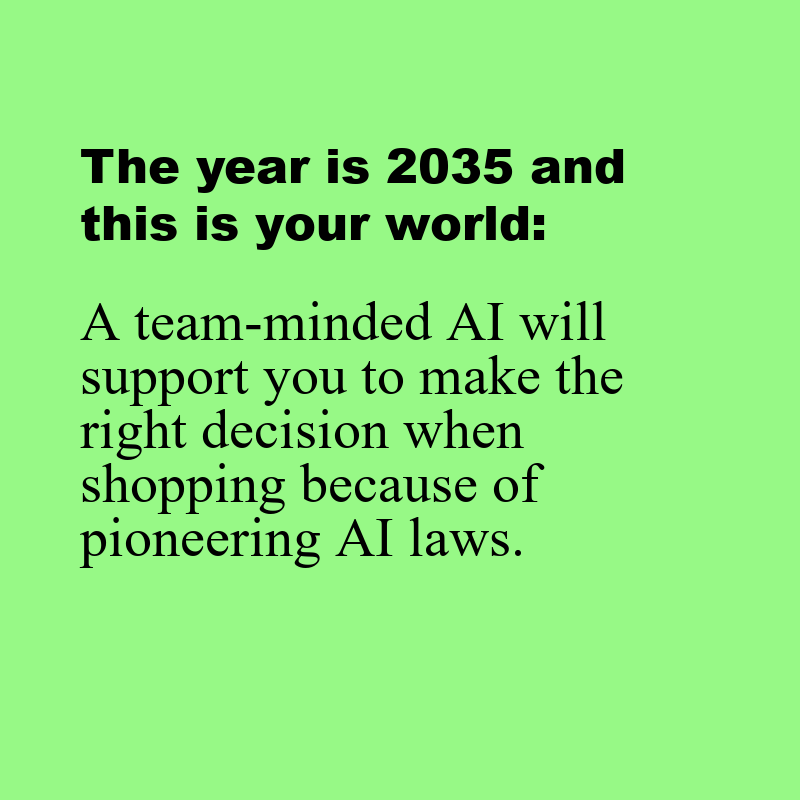 The year is 2035 and
this is your world:
A team-minded AI will
support you to make the
right decision when
shopping because of
pioneering AI laws.